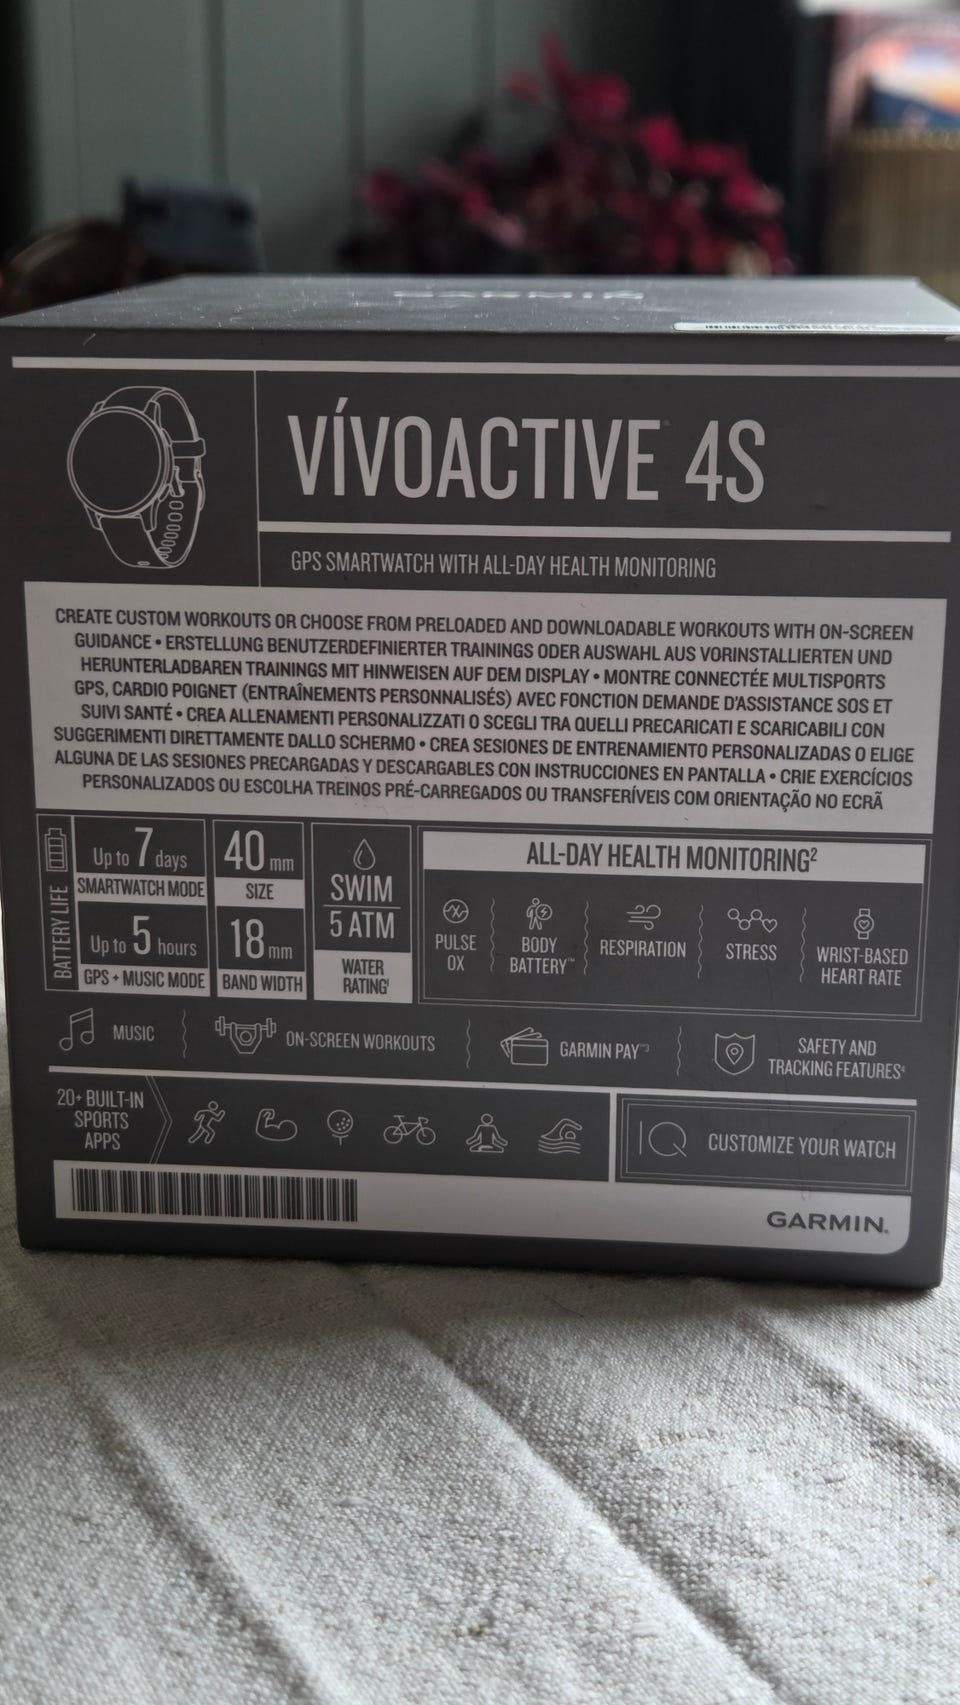 GARMIN
VÍVOACTIVE® 4S
GPS SMARTWATCH WITH ALL-DAY HEALTH MONITORING
CREATE CUSTOM WORKOUTS OR CHOOSE FROM PRELOADED AND DOWNLOADABLE WORKOUTS WITH ON-SCREEN
GUIDANCE • ERSTELLUNG BENUTZERDEFINIERTER TRAININGS ODER AUSWAHL AUS VORINSTALLIERTEN UND
HERUNTERLADBAREN TRAININGS MIT HINWEISEN AUF DEM DISPLAY • MONTRE CONNECTÉE MULTISPORTS
GPS, CARDIO POIGNET (ENTRAÎNEMENTS PERSONNALISÉS) AVEC FONCTION DEMANDE D'ASSISTANCE SOS ET
SUIVI SANTÉ • CREA ALLENAMENTI PERSONALIZZATI O SCEGLI TRA QUELLI PRECARICATI E SCARICABILI CON
SUGGERIMENTI DIRETTAMENTE DALLO SCHERMO • CREA SESIONES DE ENTRENAMIENTO PERSONALIZADAS O ELIGE
ALGUNA DE LAS SESIONES PRECARGADAS Y DESCARGABLES CON INSTRUCCIONES EN PANTALLA • CRIE EXERCÍCIOS
PERSONALIZADOS OU ESCOLHA TREINOS PRÉ-CARREGADOS OU TRANSFERÍVEIS COM ORIENTAÇÃO NO ECRÃ
BATTERY LIFE
Up to 7 days
SMARTWATCH MODE
Up to 5 hours
GPS + MUSIC MODE
40 mm
SIZE
18 mm
BAND WIDTH
SWIM
5 ATM
WATER
RATING¹
ALL-DAY HEALTH MONITORING²
PULSE
OX
BODY
BATTERY™
RESPIRATION
STRESS
WRIST-BASED
HEART RATE
MUSIC
ON-SCREEN WORKOUTS
GARMIN PAY™³
SAFETY AND
TRACKING FEATURES⁴
20+ BUILT-IN
SPORTS
APPS
IQ
CUSTOMIZE YOUR WATCH
GARMIN®